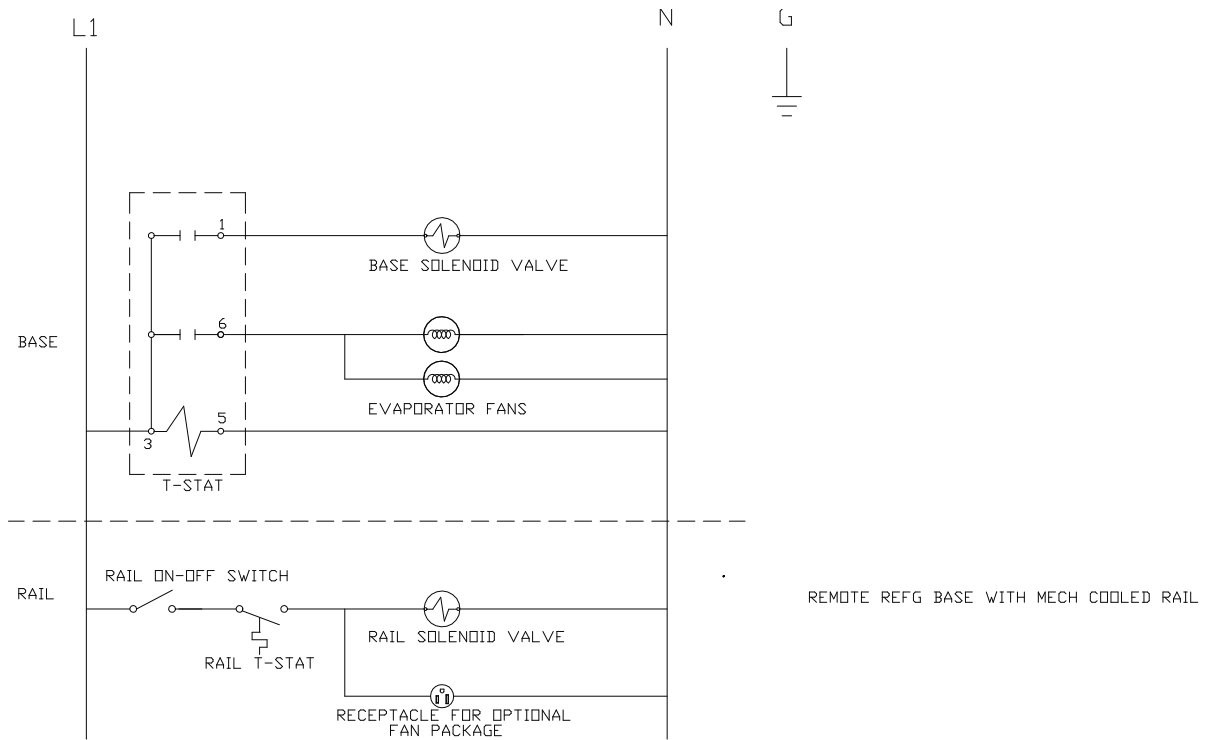 L1
N
G
1
BASE SOLENOID VALVE
6
BASE
EVAPORATOR FANS
5
3
T-STAT
RAIL ON-OFF SWITCH
RAIL
REMOTE REFG BASE WITH MECH COOLED RAIL
RAIL SOLENOID VALVE
RAIL T-STAT
RECEPTACLE FOR OPTIONAL
FAN PACKAGE